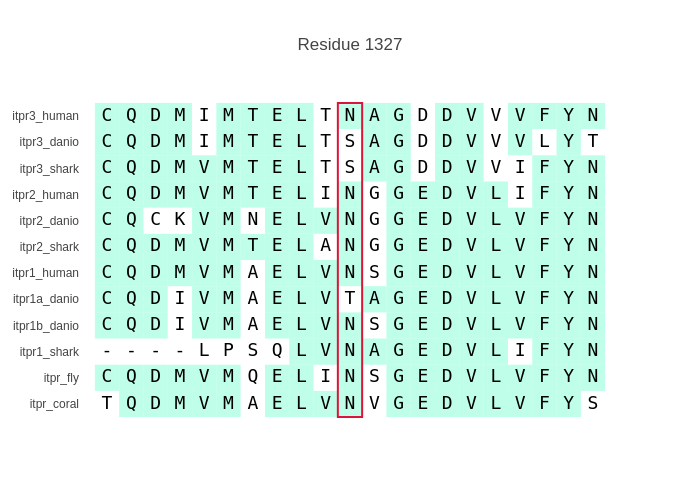 Residue 1327
itpr3_human C Q D M I M T E L T N A G D D V V V F Y N
itpr3_danio C Q D M I M T E L T S A G D D V V V L Y T
itpr3_shark C Q D M V M T E L T S A G D D V V I F Y N
itpr2_human C Q D M V M T E L I N G G E D V L I F Y N
itpr2_danio C Q C K V M N E L V N G G E D V L V F Y N
itpr2_shark C Q D M V M T E L A N G G E D V L V F Y N
itpr1_human C Q D M V M A E L V N S G E D V L V F Y N
itpr1a_danio C Q D I V M A E L V T A G E D V L V F Y N
itpr1b_danio C Q D I V M A E L V N S G E D V L V F Y N
itpr1_shark - - - - L P S Q L V N A G E D V L I F Y N
itpr_fly C Q D M V M Q E L I N S G E D V L V F Y N
itpr_coral T Q D M V M A E L V N V G E D V L V F Y S